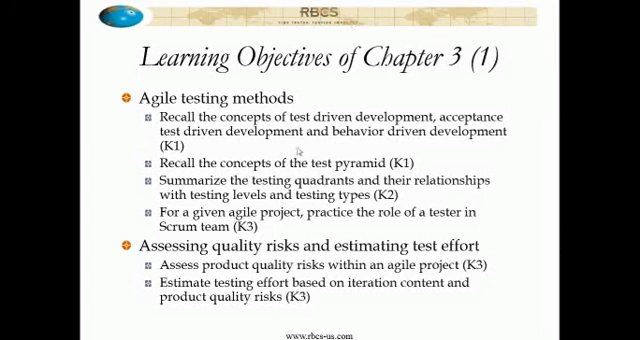 RBCS
Learning Objectives of Chapter 3 (1)
Agile testing methods
Recall the concepts of test driven development, acceptance
test driven development and behavior driven development
(K1)
Recall the concepts of the test pyramid (K1)
Summarize the testing quadrants and their relationships
with testing levels and testing types (K2)
For a given agile project, practice the role of a tester in
Scrum team (K3)
Assessing quality risks and estimating test effort
Assess product quality risks within an agile project (K3)
Estimate testing effort based on iteration content and
product quality risks (K3)
www.rbcs-us.com